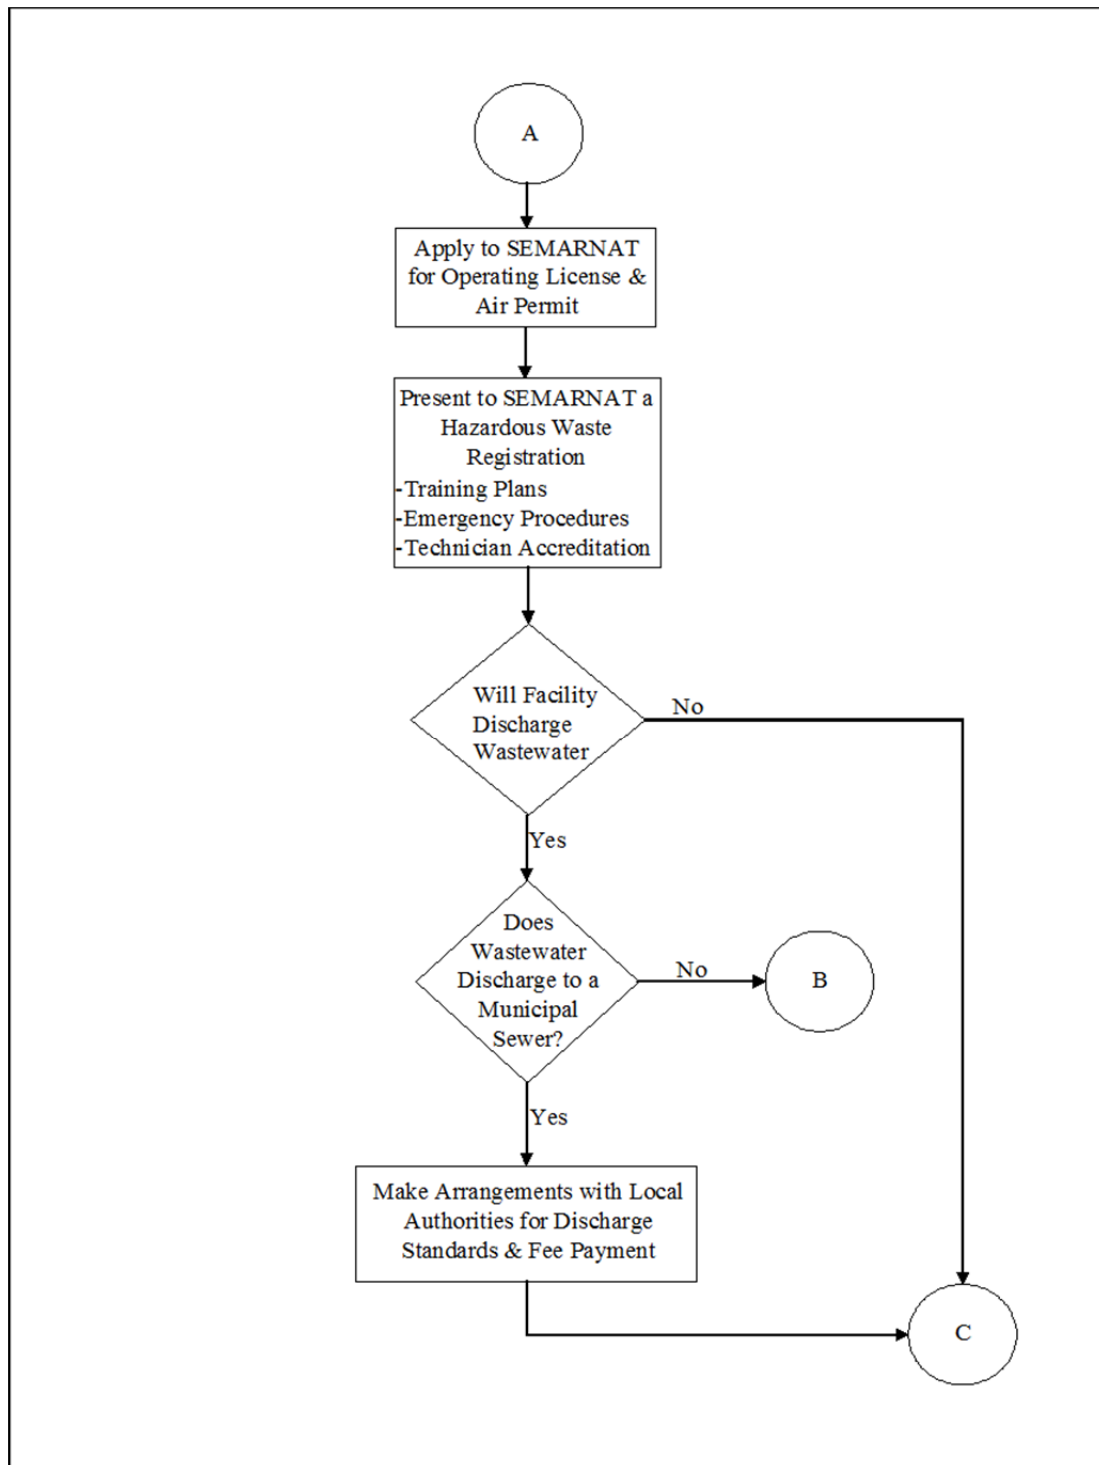 A
Apply to SEMARNAT
for Operating License &
Air Permit
Present to SEMARNAT a
Hazardous Waste
Registration
-Training Plans
-Emergency Procedures
-Technician Accreditation
Will Facility
Discharge
Wastewater
No
Yes
Does
Wastewater
Discharge to a
Municipal
Sewer?
No
B
Yes
Make Arrangements with Local
Authorities for Discharge
Standards & Fee Payment
C